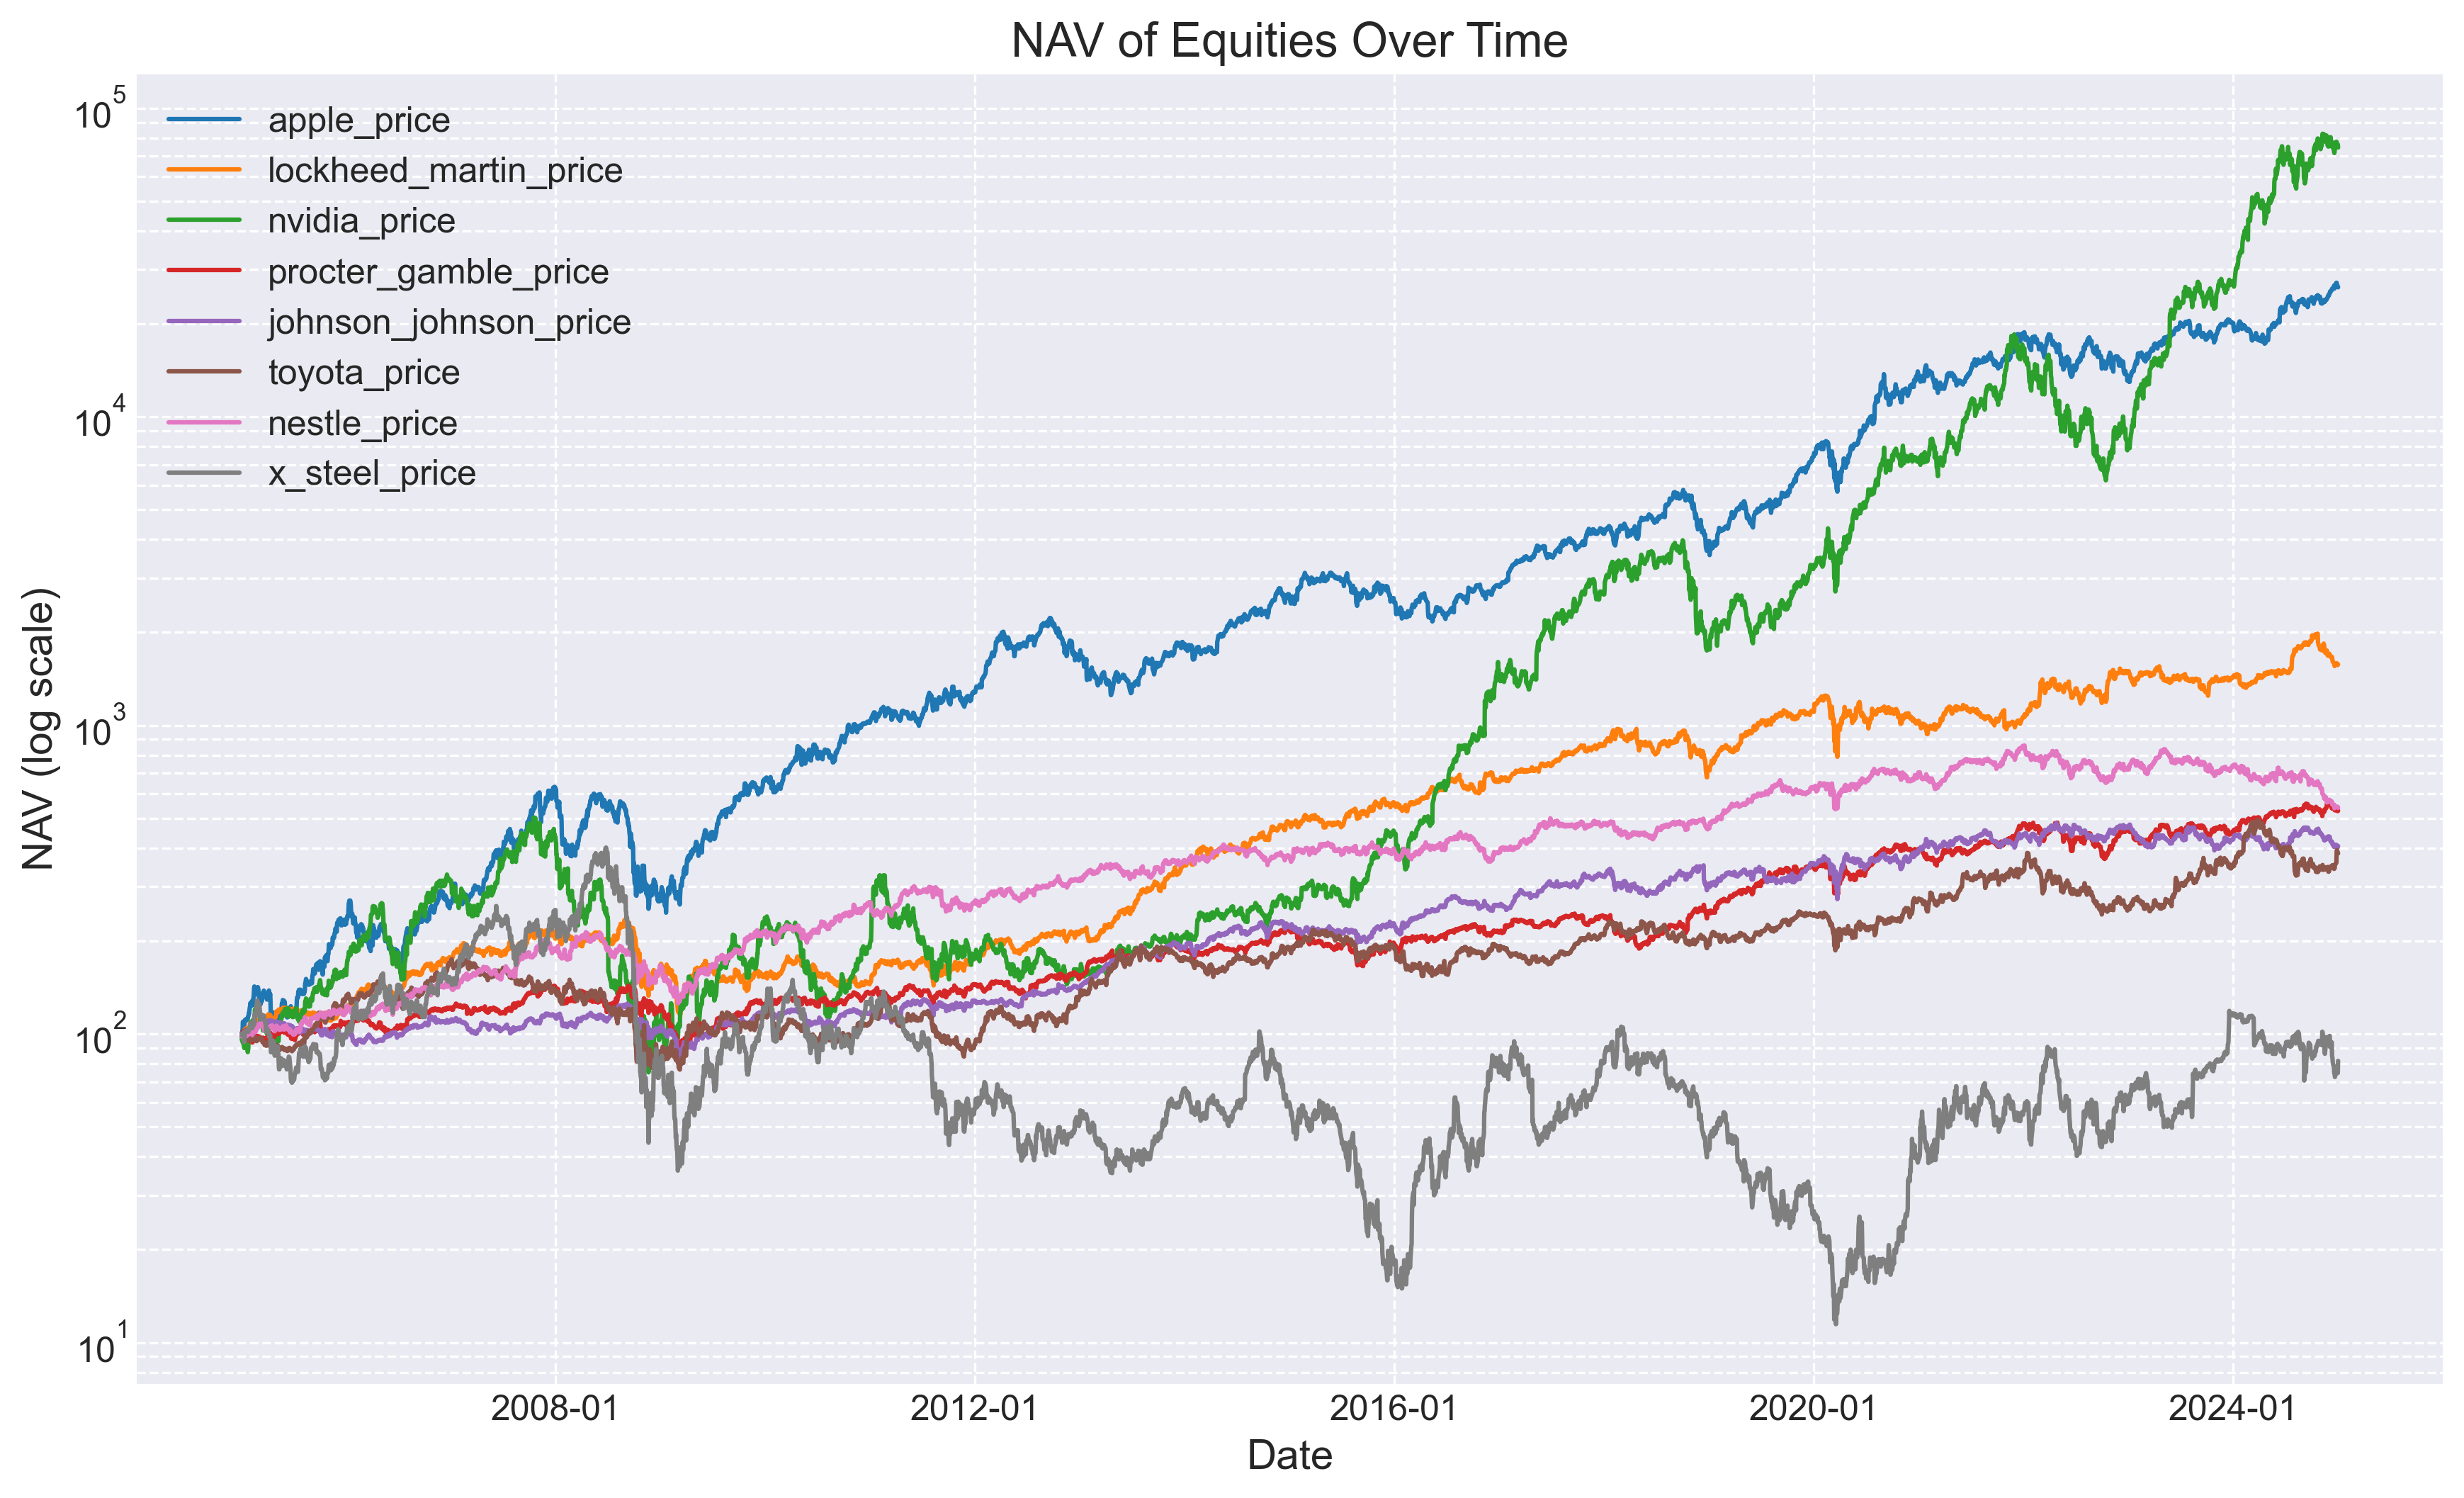 NAV of Equities Over Time
10^5
10^4
10^3
10^2
10^1
NAV (log scale)
apple_price
lockheed_martin_price
nvidia_price
procter_gamble_price
johnson_johnson_price
toyota_price
nestle_price
x_steel_price
2008-01
2012-01
2016-01
2020-01
2024-01
Date